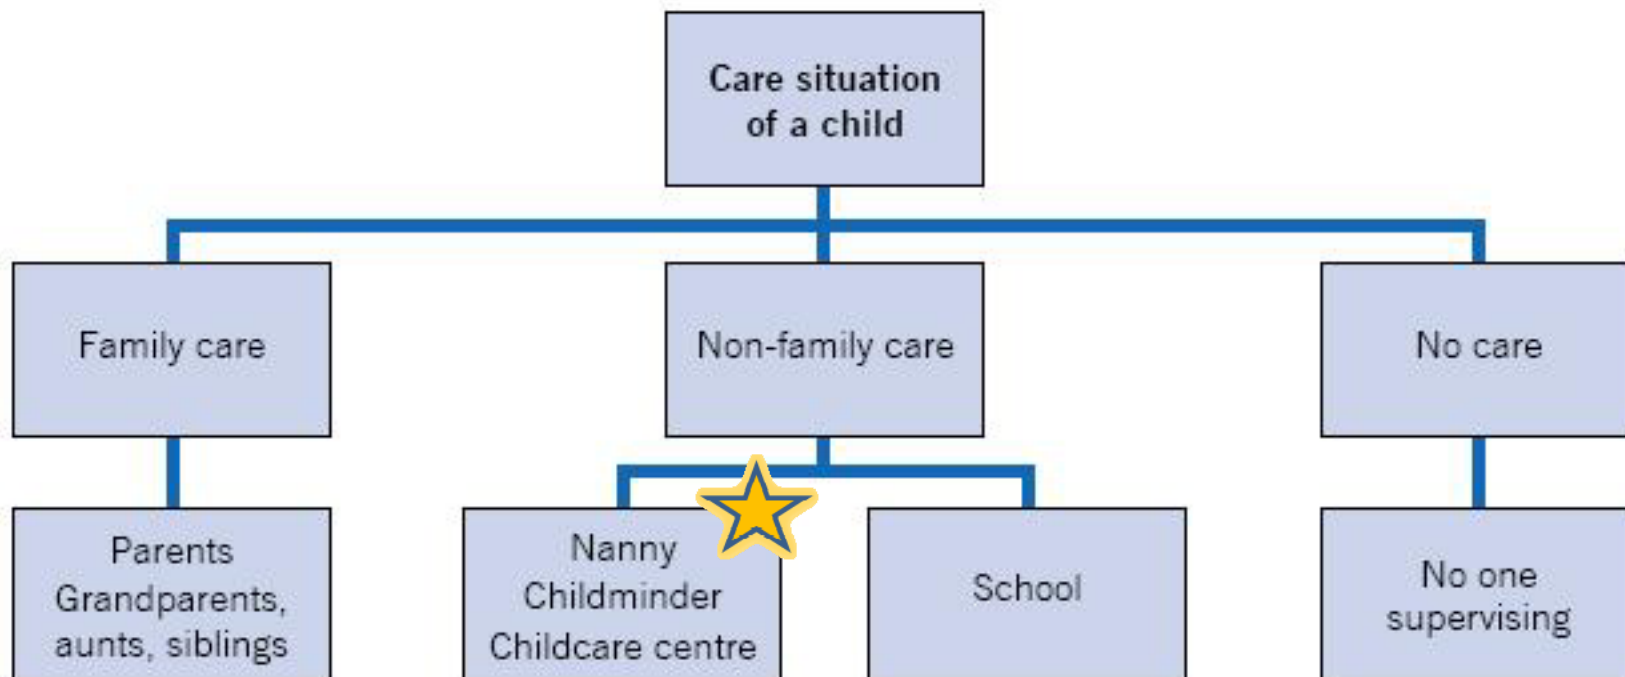 Care situation
of a child
Family care
Non-family care
No care
Parents
Grandparents,
aunts, siblings
Nanny
Childminder
Childcare centre
School
No one
supervising